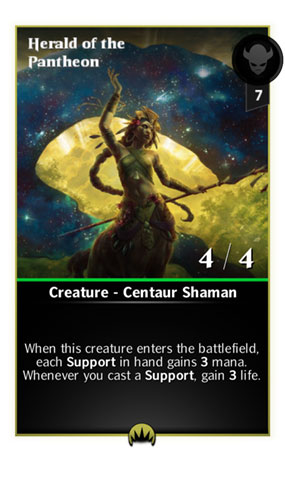 Herald of the
Pantheon
7
4 / 4
Creature - Centaur Shaman
When this creature enters the battlefield,
each Support in hand gains 3 mana.
Whenever you cast a Support, gain 3 life.